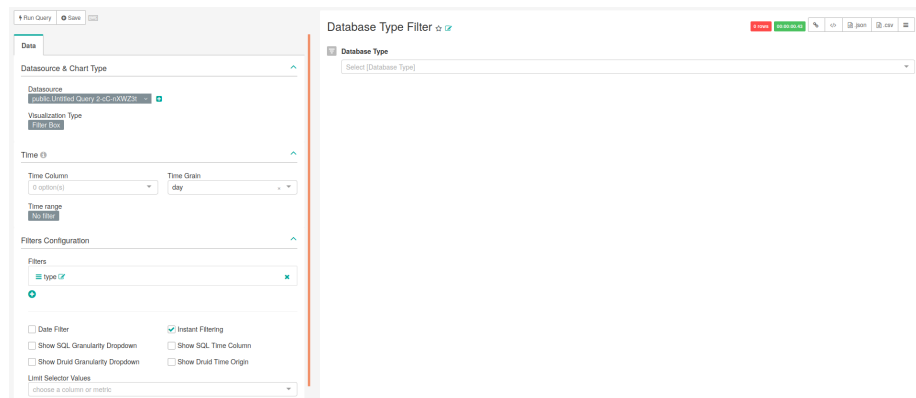 Run Query
Save
Data
Datasource & Chart Type
Datasource
public.Untitled Query 2-cC-nXWZ3t
Visualization Type
Filter Box
Time
Time Column
Time Grain
0 option(s)
day
Time range
No filter
Filters Configuration
Filters
type
Date Filter
Instant Filtering
Show SQL Granularity Dropdown
Show SQL Time Column
Show Druid Granularity Dropdown
Show Druid Time Origin
Limit Selector Values
choose a column or metric
Database Type Filter
0 rows
00:00:00.02
</>
.json
.csv
Database Type
Select [Database Type]